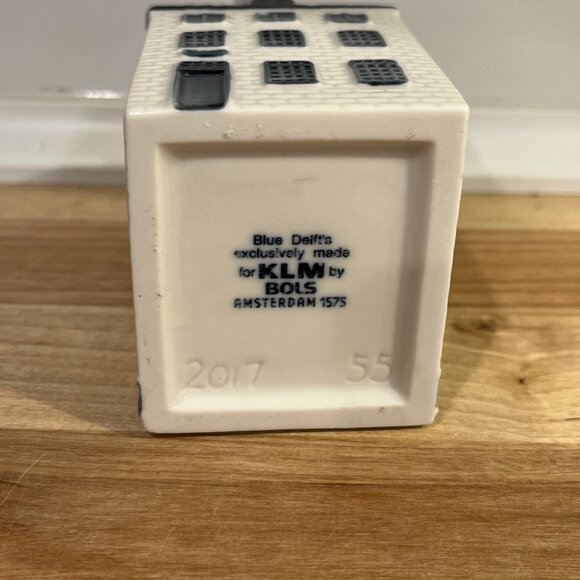 Blue Delft's
exclusively made
for KLM by
BOLS
AMSTERDAM 1575
2017 55